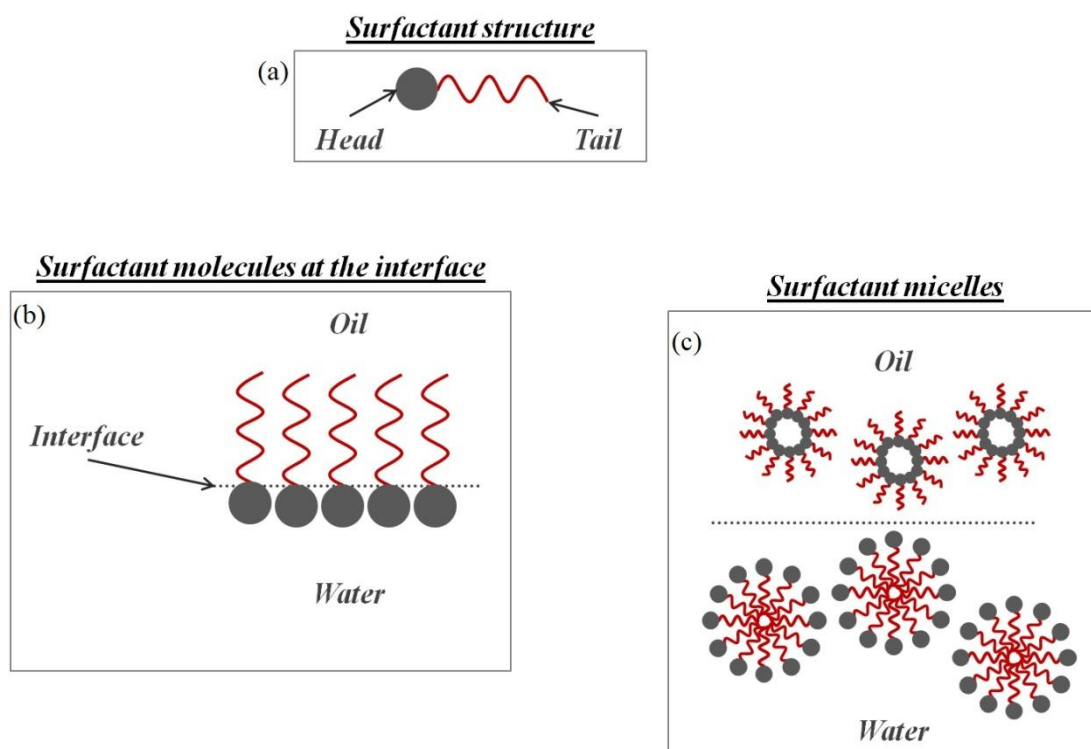 Surfactant structure
(a)
Head
Tail
Surfactant molecules at the interface
(b)
Oil
Interface
Water
Surfactant micelles
(c)
Oil
Water